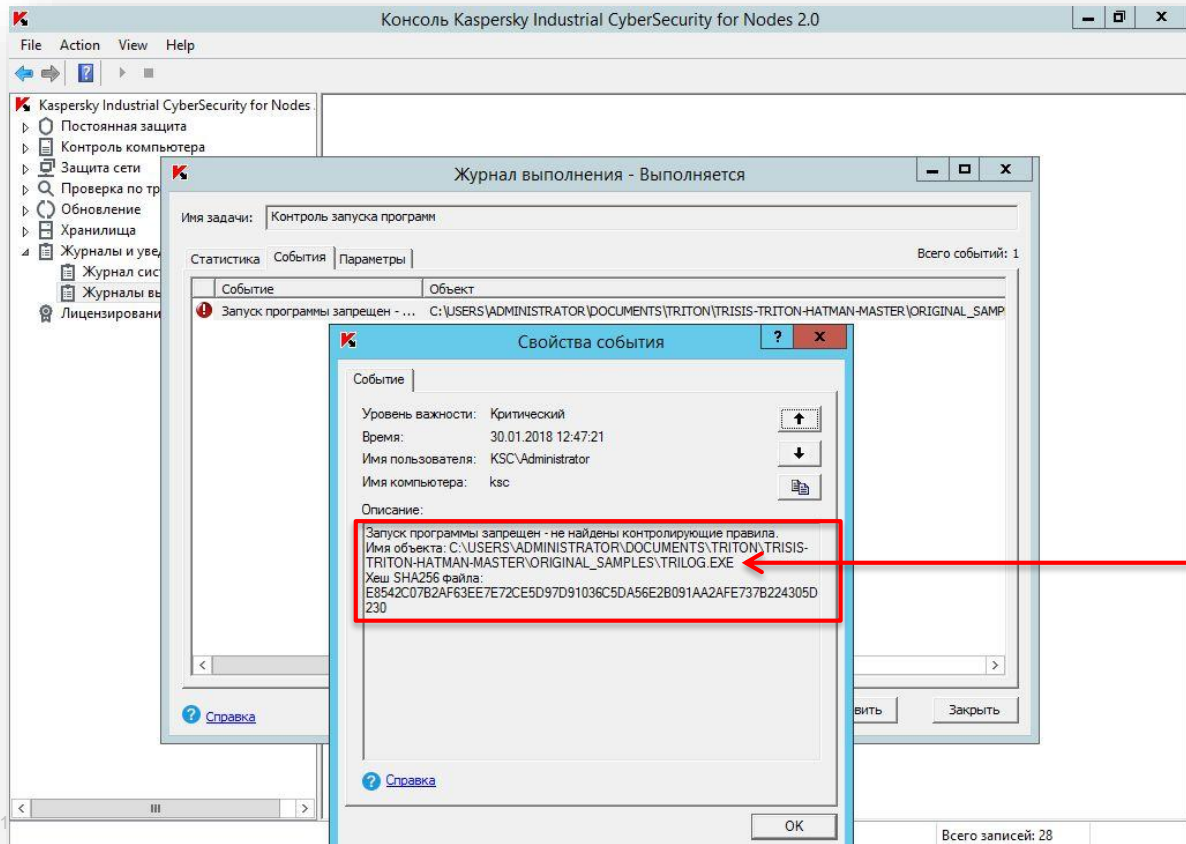 Консоль Kaspersky Industrial CyberSecurity for Nodes 2.0
File Action View Help
Kaspersky Industrial CyberSecurity for Nodes
Постоянная защита
Контроль компьютера
Защита сети
Проверка по тр
Обновление
Хранилища
Журналы и уве
Журнал сис
Журналы вы
Лицензировани
Журнал выполнения - Выполняется
Имя задачи: Контроль запуска программ
Статистика События Параметры
Всего событий: 1
Событие Объект
Запуск программы запрещен - ... C:\USERS\ADMINISTRATOR\DOCUMENTS\TRITON\TRISIS-TRITON-HATMAN-MASTER\ORIGINAL_SAMP
Свойства события
Событие
Уровень важности: Критический
Время: 30.01.2018 12:47:21
Имя пользователя: KSC\Administrator
Имя компьютера: ksc
Описание:
Запуск программы запрещен - не найдены контролирующие правила.
Имя объекта: C:\USERS\ADMINISTRATOR\DOCUMENTS\TRITON\TRISIS-
TRITON-HATMAN-MASTER\ORIGINAL_SAMPLES\TRILOG.EXE
Хеш SHA256 файла:
E8542C07B2AF63EE7E72CE5D97D91036C5DA56E2B091AA2AFE737B224305D
230
Справка
OK
Справка
вить
Закрыть
Всего записей: 28